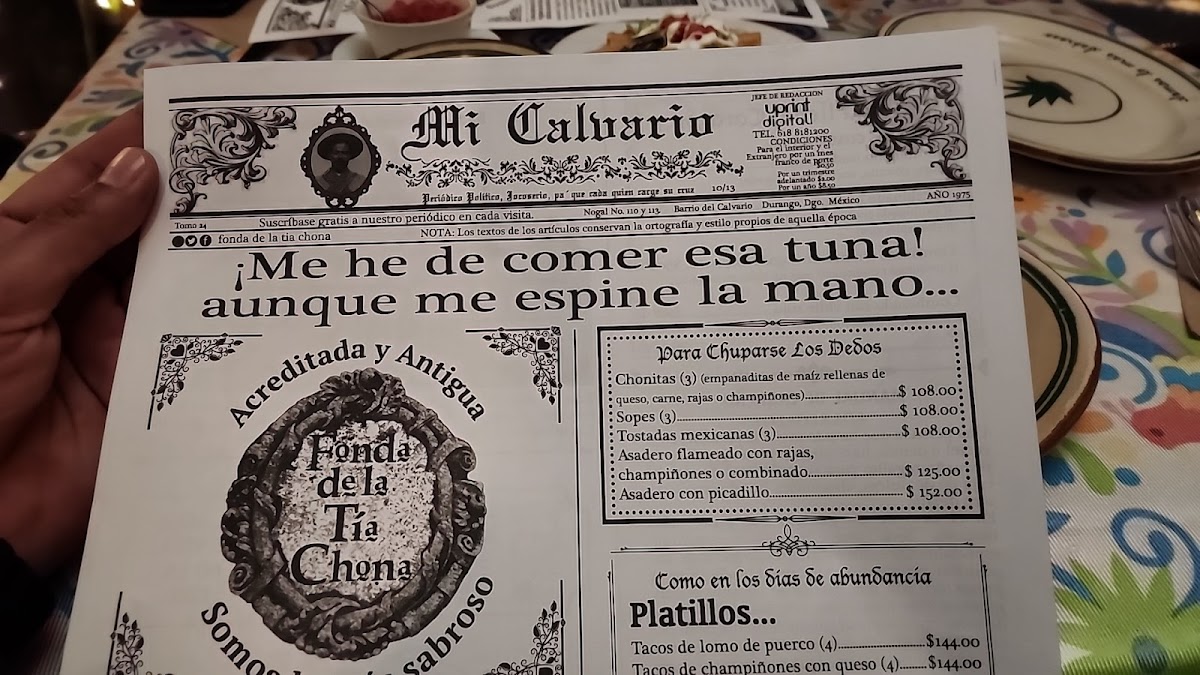 Mi Calvario
Periódico Político, Jocoserio, pa' que cada quien carge su cruz 10/13
JEFE DE REDACCION
uprint
digital!
TEL. 618 8181200
CONDICIONES
Para el interior y el
Extranjero por un mes
franco de porte
$0.50
Por un trimestre
adelantado $2.00
Por un año $8.50
Tomo 24
Suscríbase gratis a nuestro periódico en cada visita.
Nogal No. 110 y 113 Barrio del Calvario Durango, Dgo. México
AÑO 1975
fonda de la tia chona
NOTA: Los textos de los artículos conservan la ortografía y estilo propios de aquella época
¡Me he de comer esa tuna!
aunque me espine la mano...
Acreditada y Antigua
Fonda
de la
Tía
Chona
Somos
sabroso
Para Chuparse Los Dedos
Chonitas (3) (empanaditas de maíz rellenas de
queso, carne, rajas o champiñones)..........$ 108.00
Sopes (3)..........$ 108.00
Tostadas mexicanas (3)..........$ 108.00
Asadero flameado con rajas,
champiñones o combinado..........$ 125.00
Asadero con picadillo..........$ 152.00
Como en los días de abundancia
Platillos...
Tacos de lomo de puerco (4)..........$144.00
Tacos de champiñones con queso (4)..........$144.00